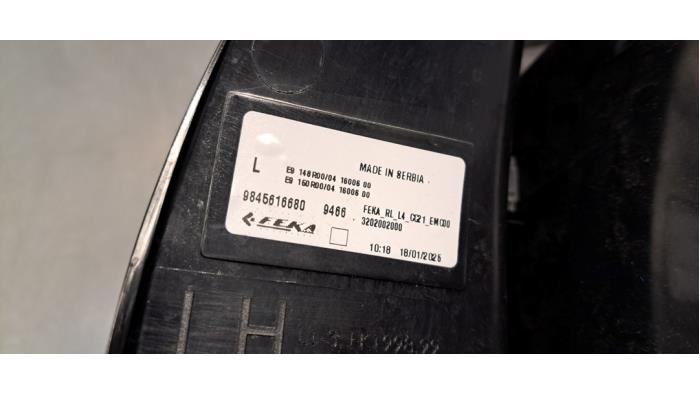 L
MADE IN SERBIA
E9 148R00/04 16006 00
E9 150R00/04 16006 00
9845616680 9466 FEKA_RL_L4_CC21_EMC00
3202002000
FEKA
10:18 18/01/2025
LH